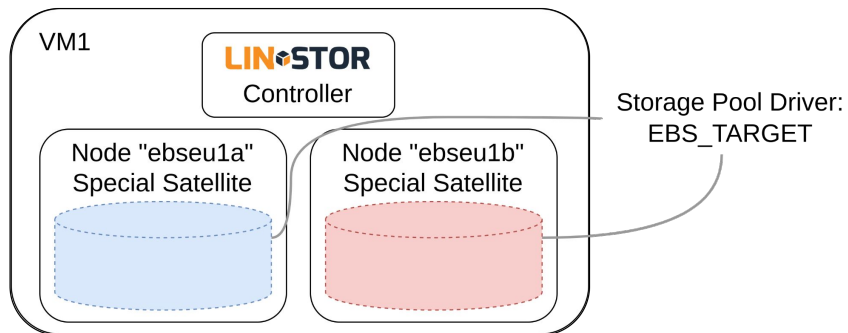 VM1
LINSTOR
Controller
Storage Pool Driver:
EBS_TARGET
Node "ebseu1a"
Special Satellite
Node "ebseu1b"
Special Satellite